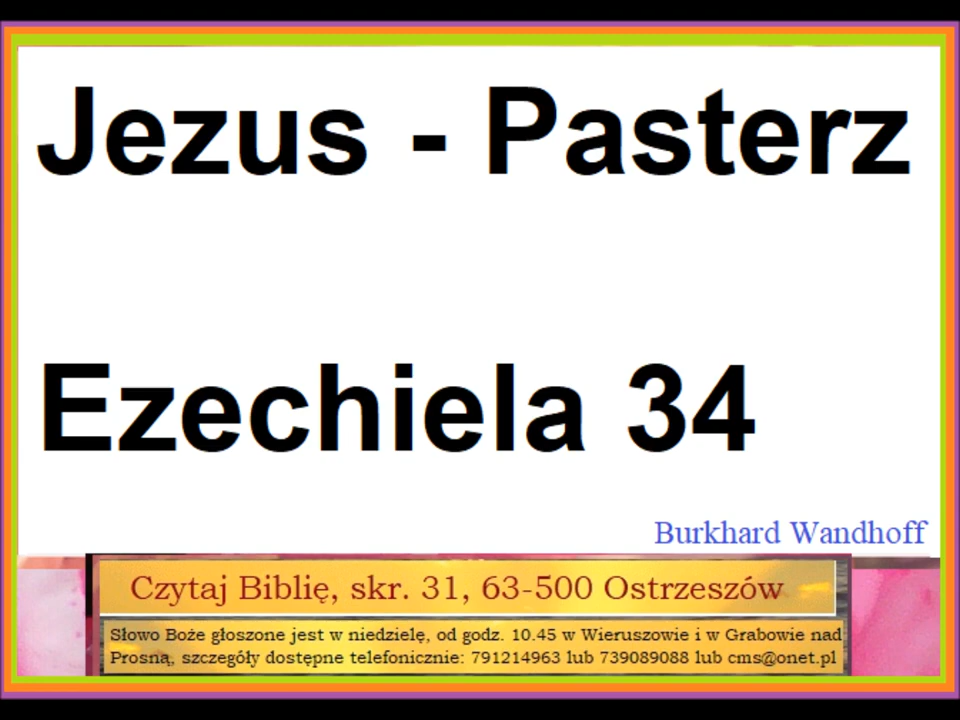 Jezus - Pasterz
Ezechiela 34
Burkhard Wandhoff
Czytaj Biblię, skr. 31, 63-500 Ostrzeszów
Słowo Boże głoszone jest w niedzielę, od godz. 10.45 w Wieruszowie i w Grabowie nad
Prosną, szczegóły dostępne telefonicznie: 791214963 lub 739089088 lub cms@onet.pl